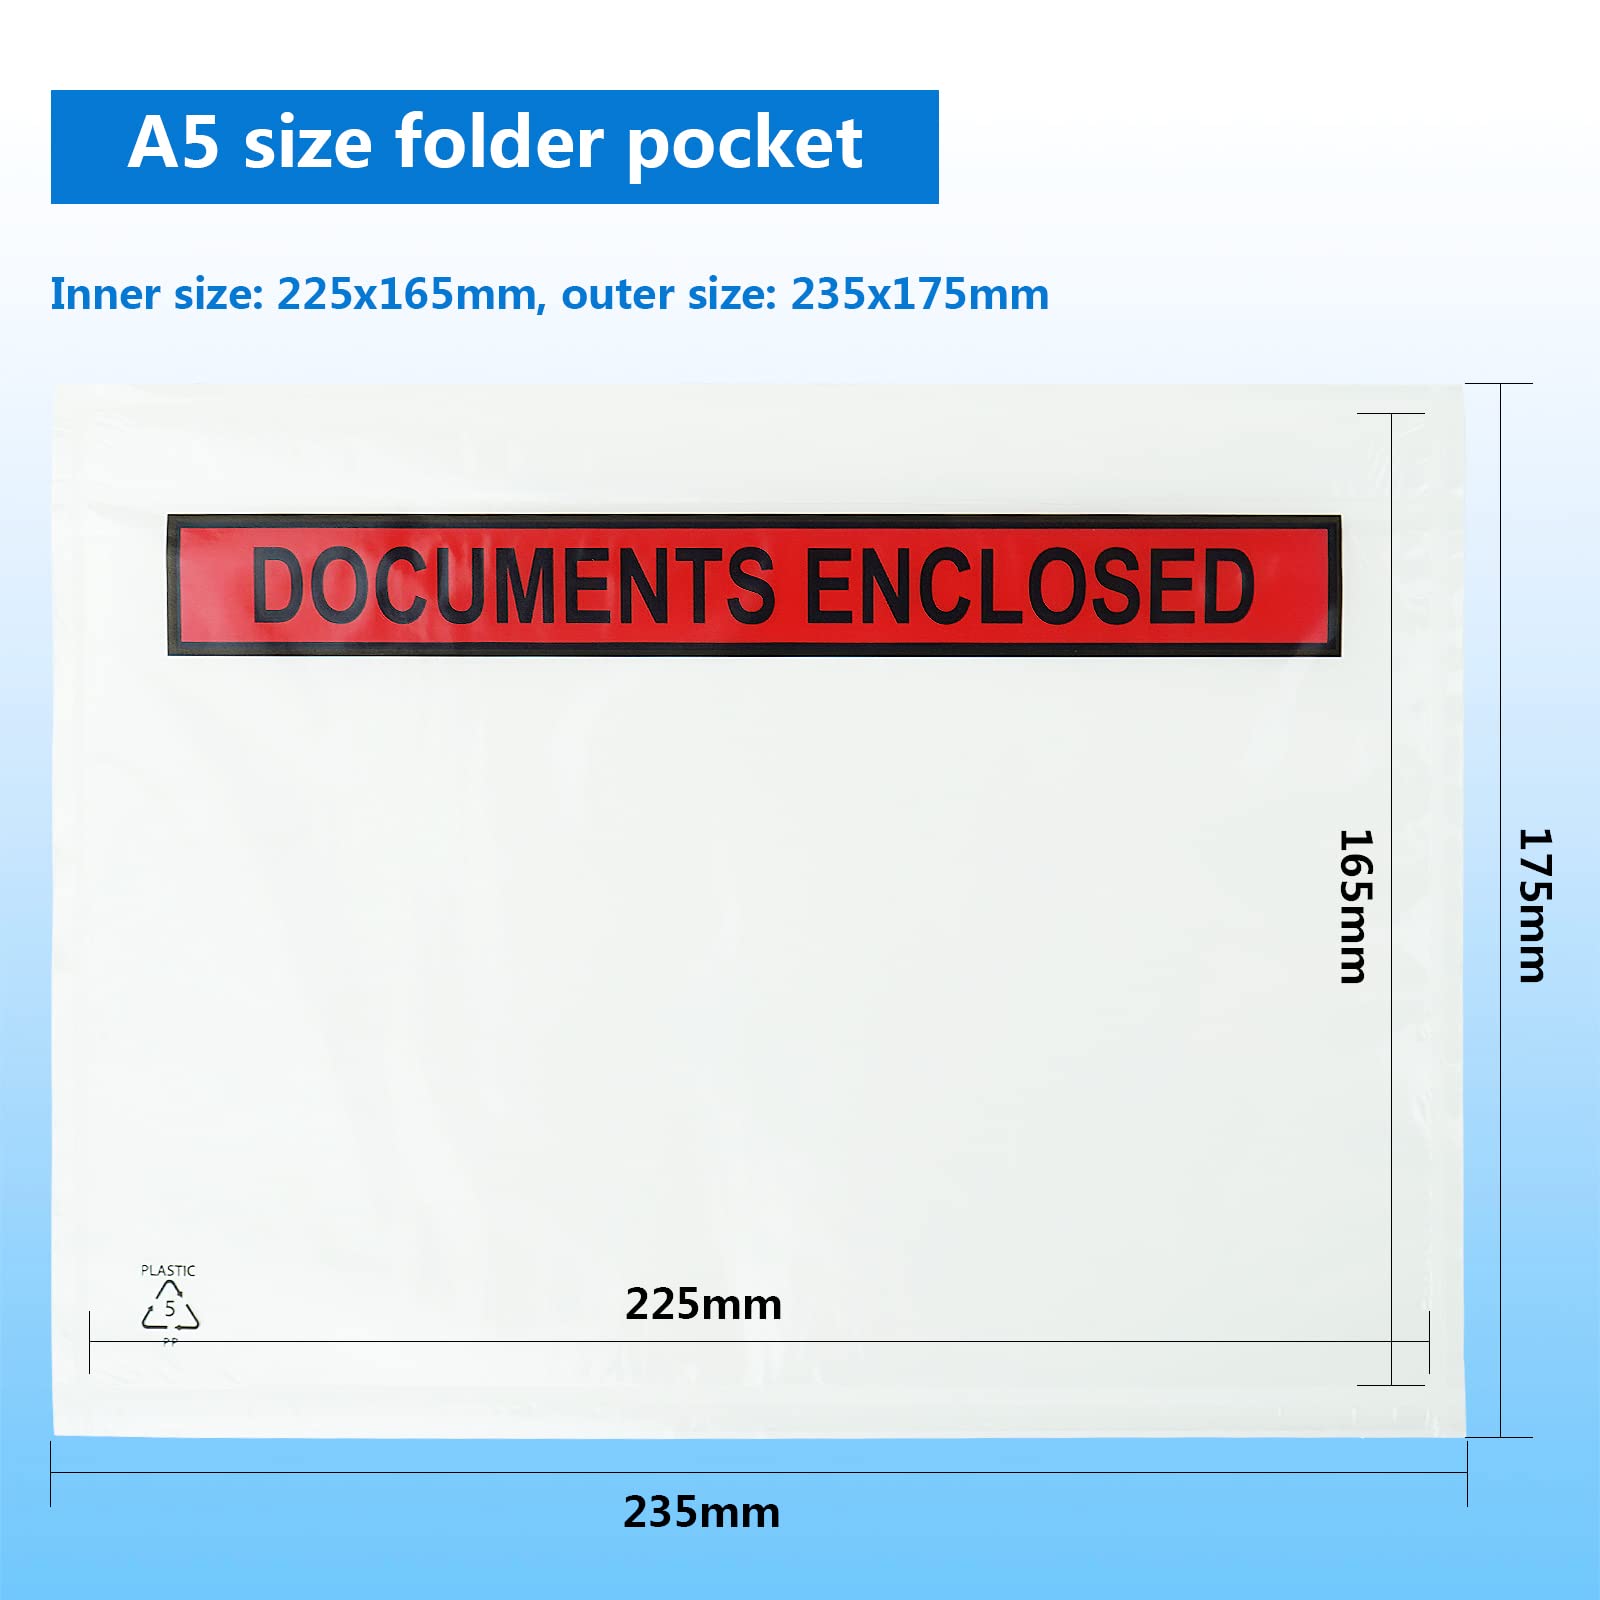 A5 size folder pocket
Inner size: 225x165mm, outer size: 235x175mm
DOCUMENTS ENCLOSED
165mm
175mm
PLASTIC
5
PP
225mm
235mm